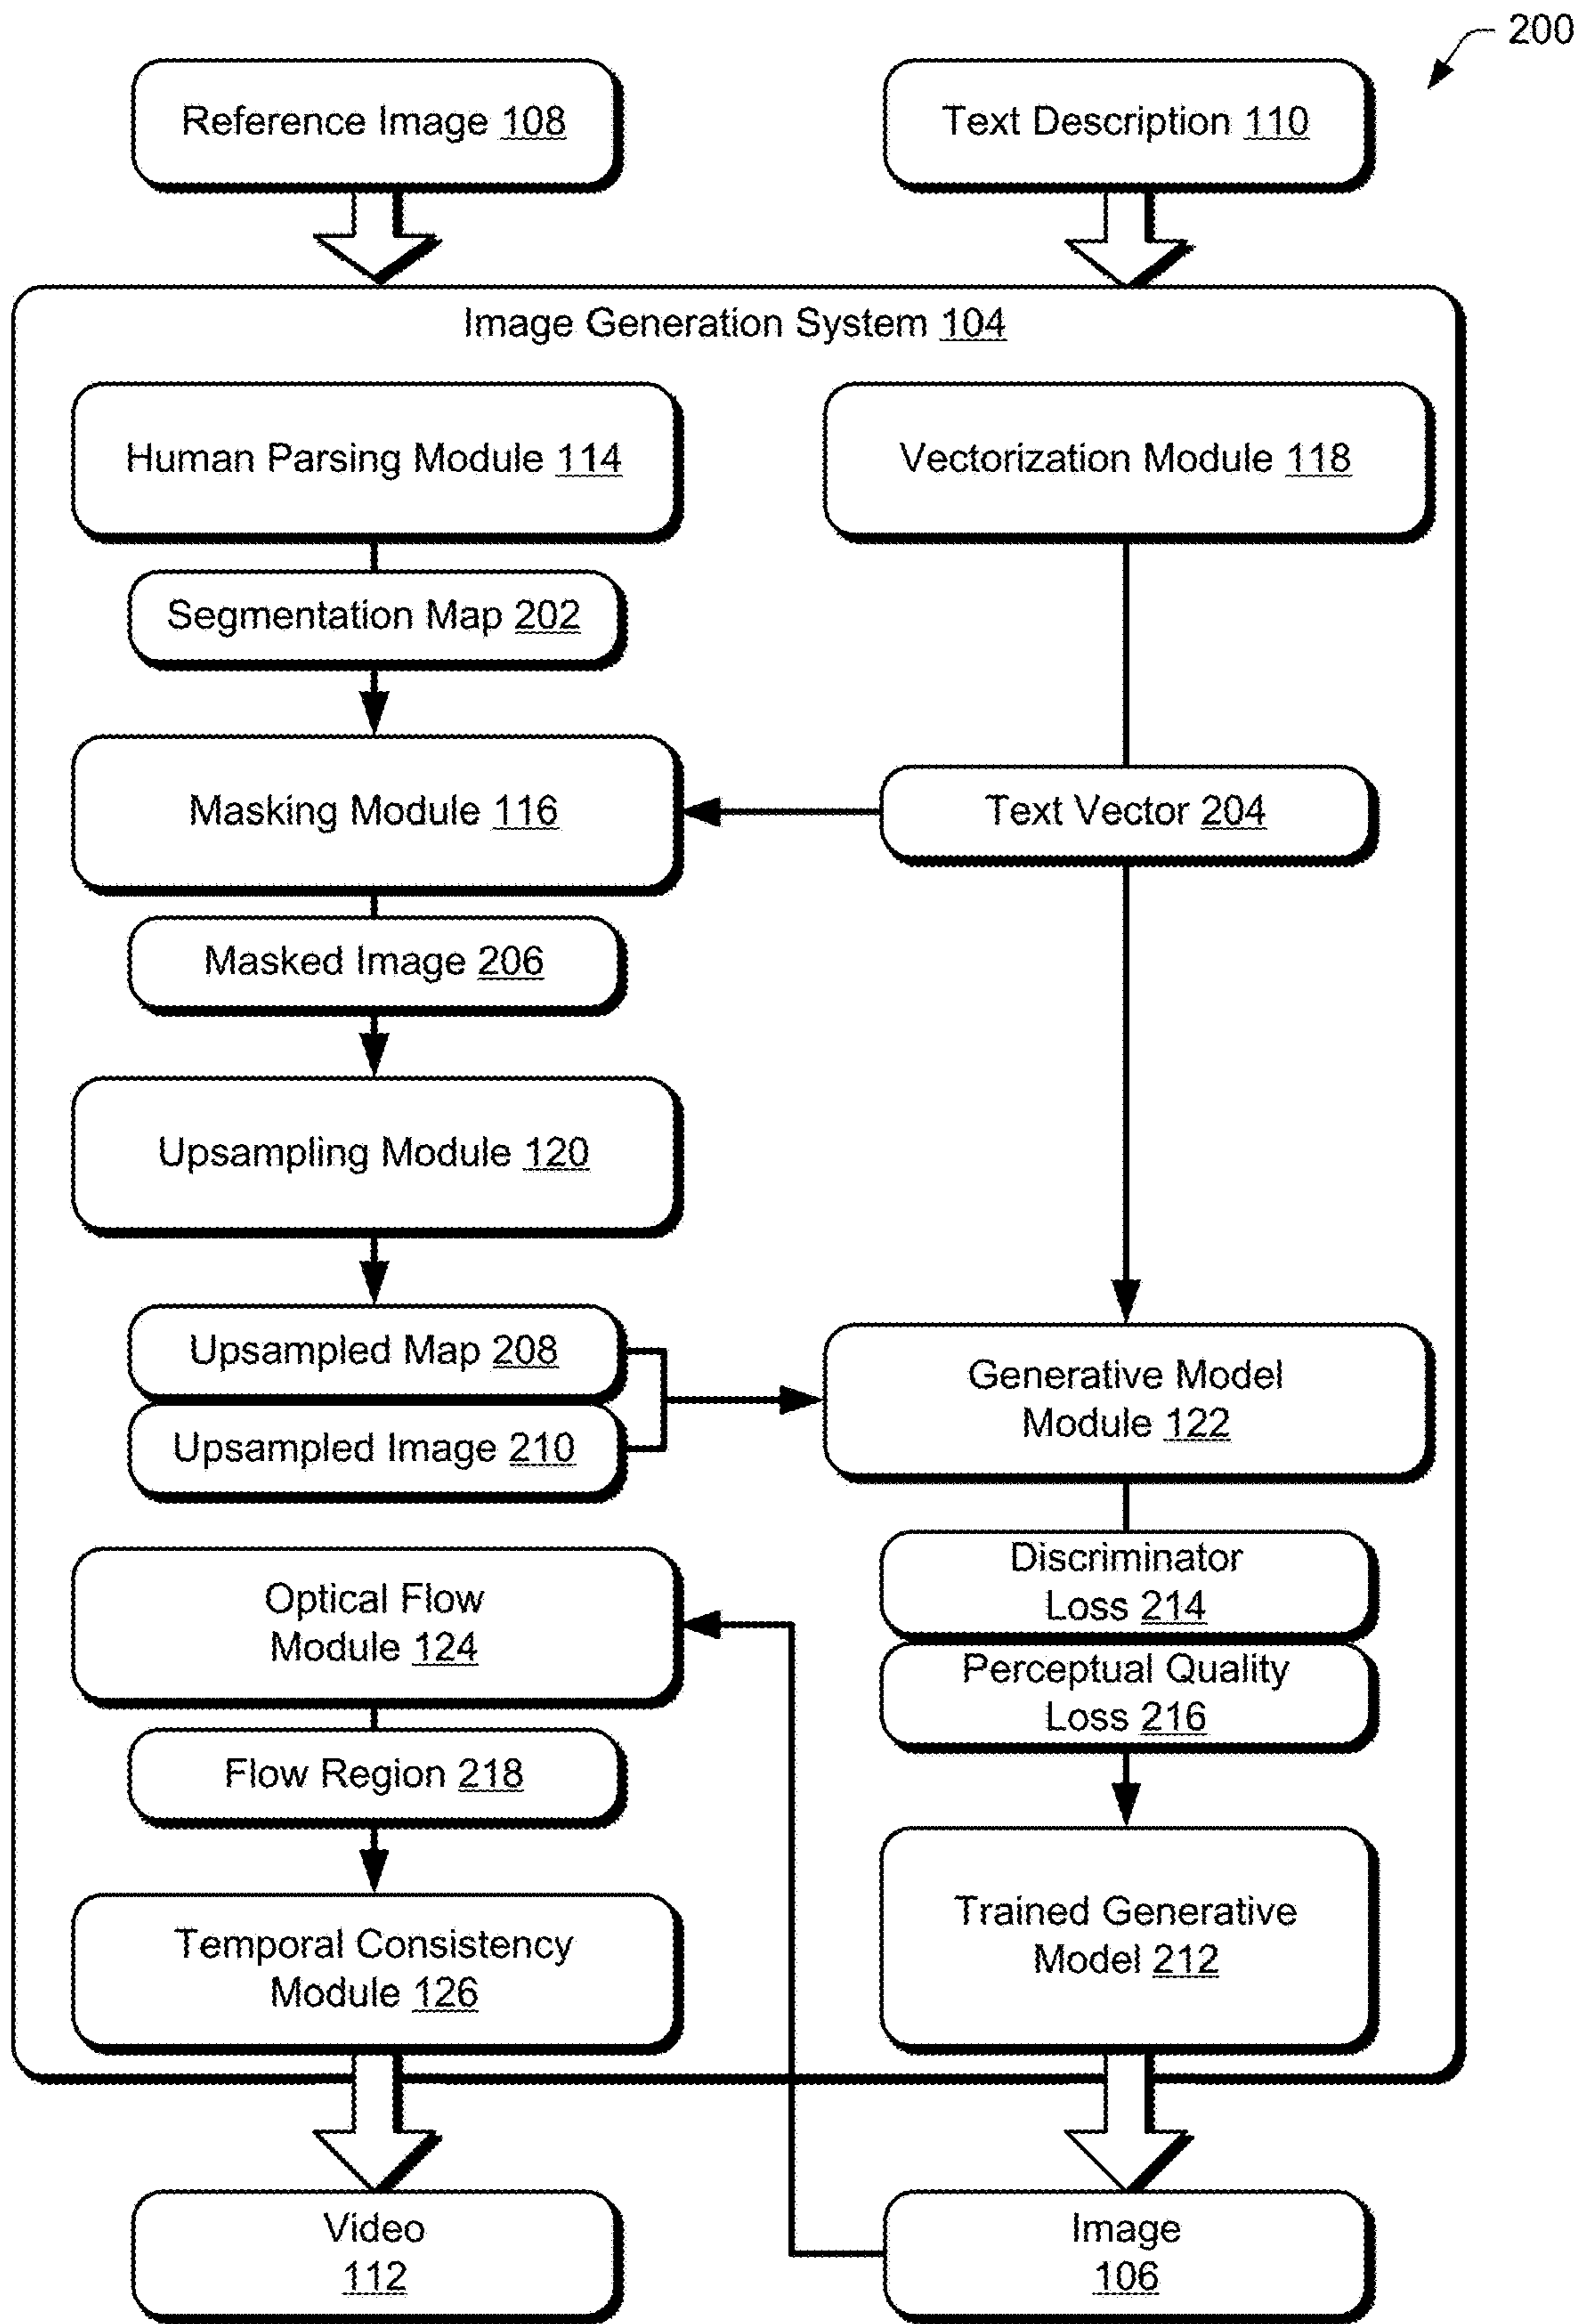 200
Reference Image 108
Text Description 110
Image Generation System 104
Human Parsing Module 114
Vectorization Module 118
Segmentation Map 202
Masking Module 116
Text Vector 204
Masked Image 206
Upsampling Module 120
Upsampled Map 208
Upsampled Image 210
Generative Model
Module 122
Discriminator
Loss 214
Perceptual Quality
Loss 216
Optical Flow
Module 124
Flow Region 218
Temporal Consistency
Module 126
Trained Generative
Model 212
Video
112
Image
106